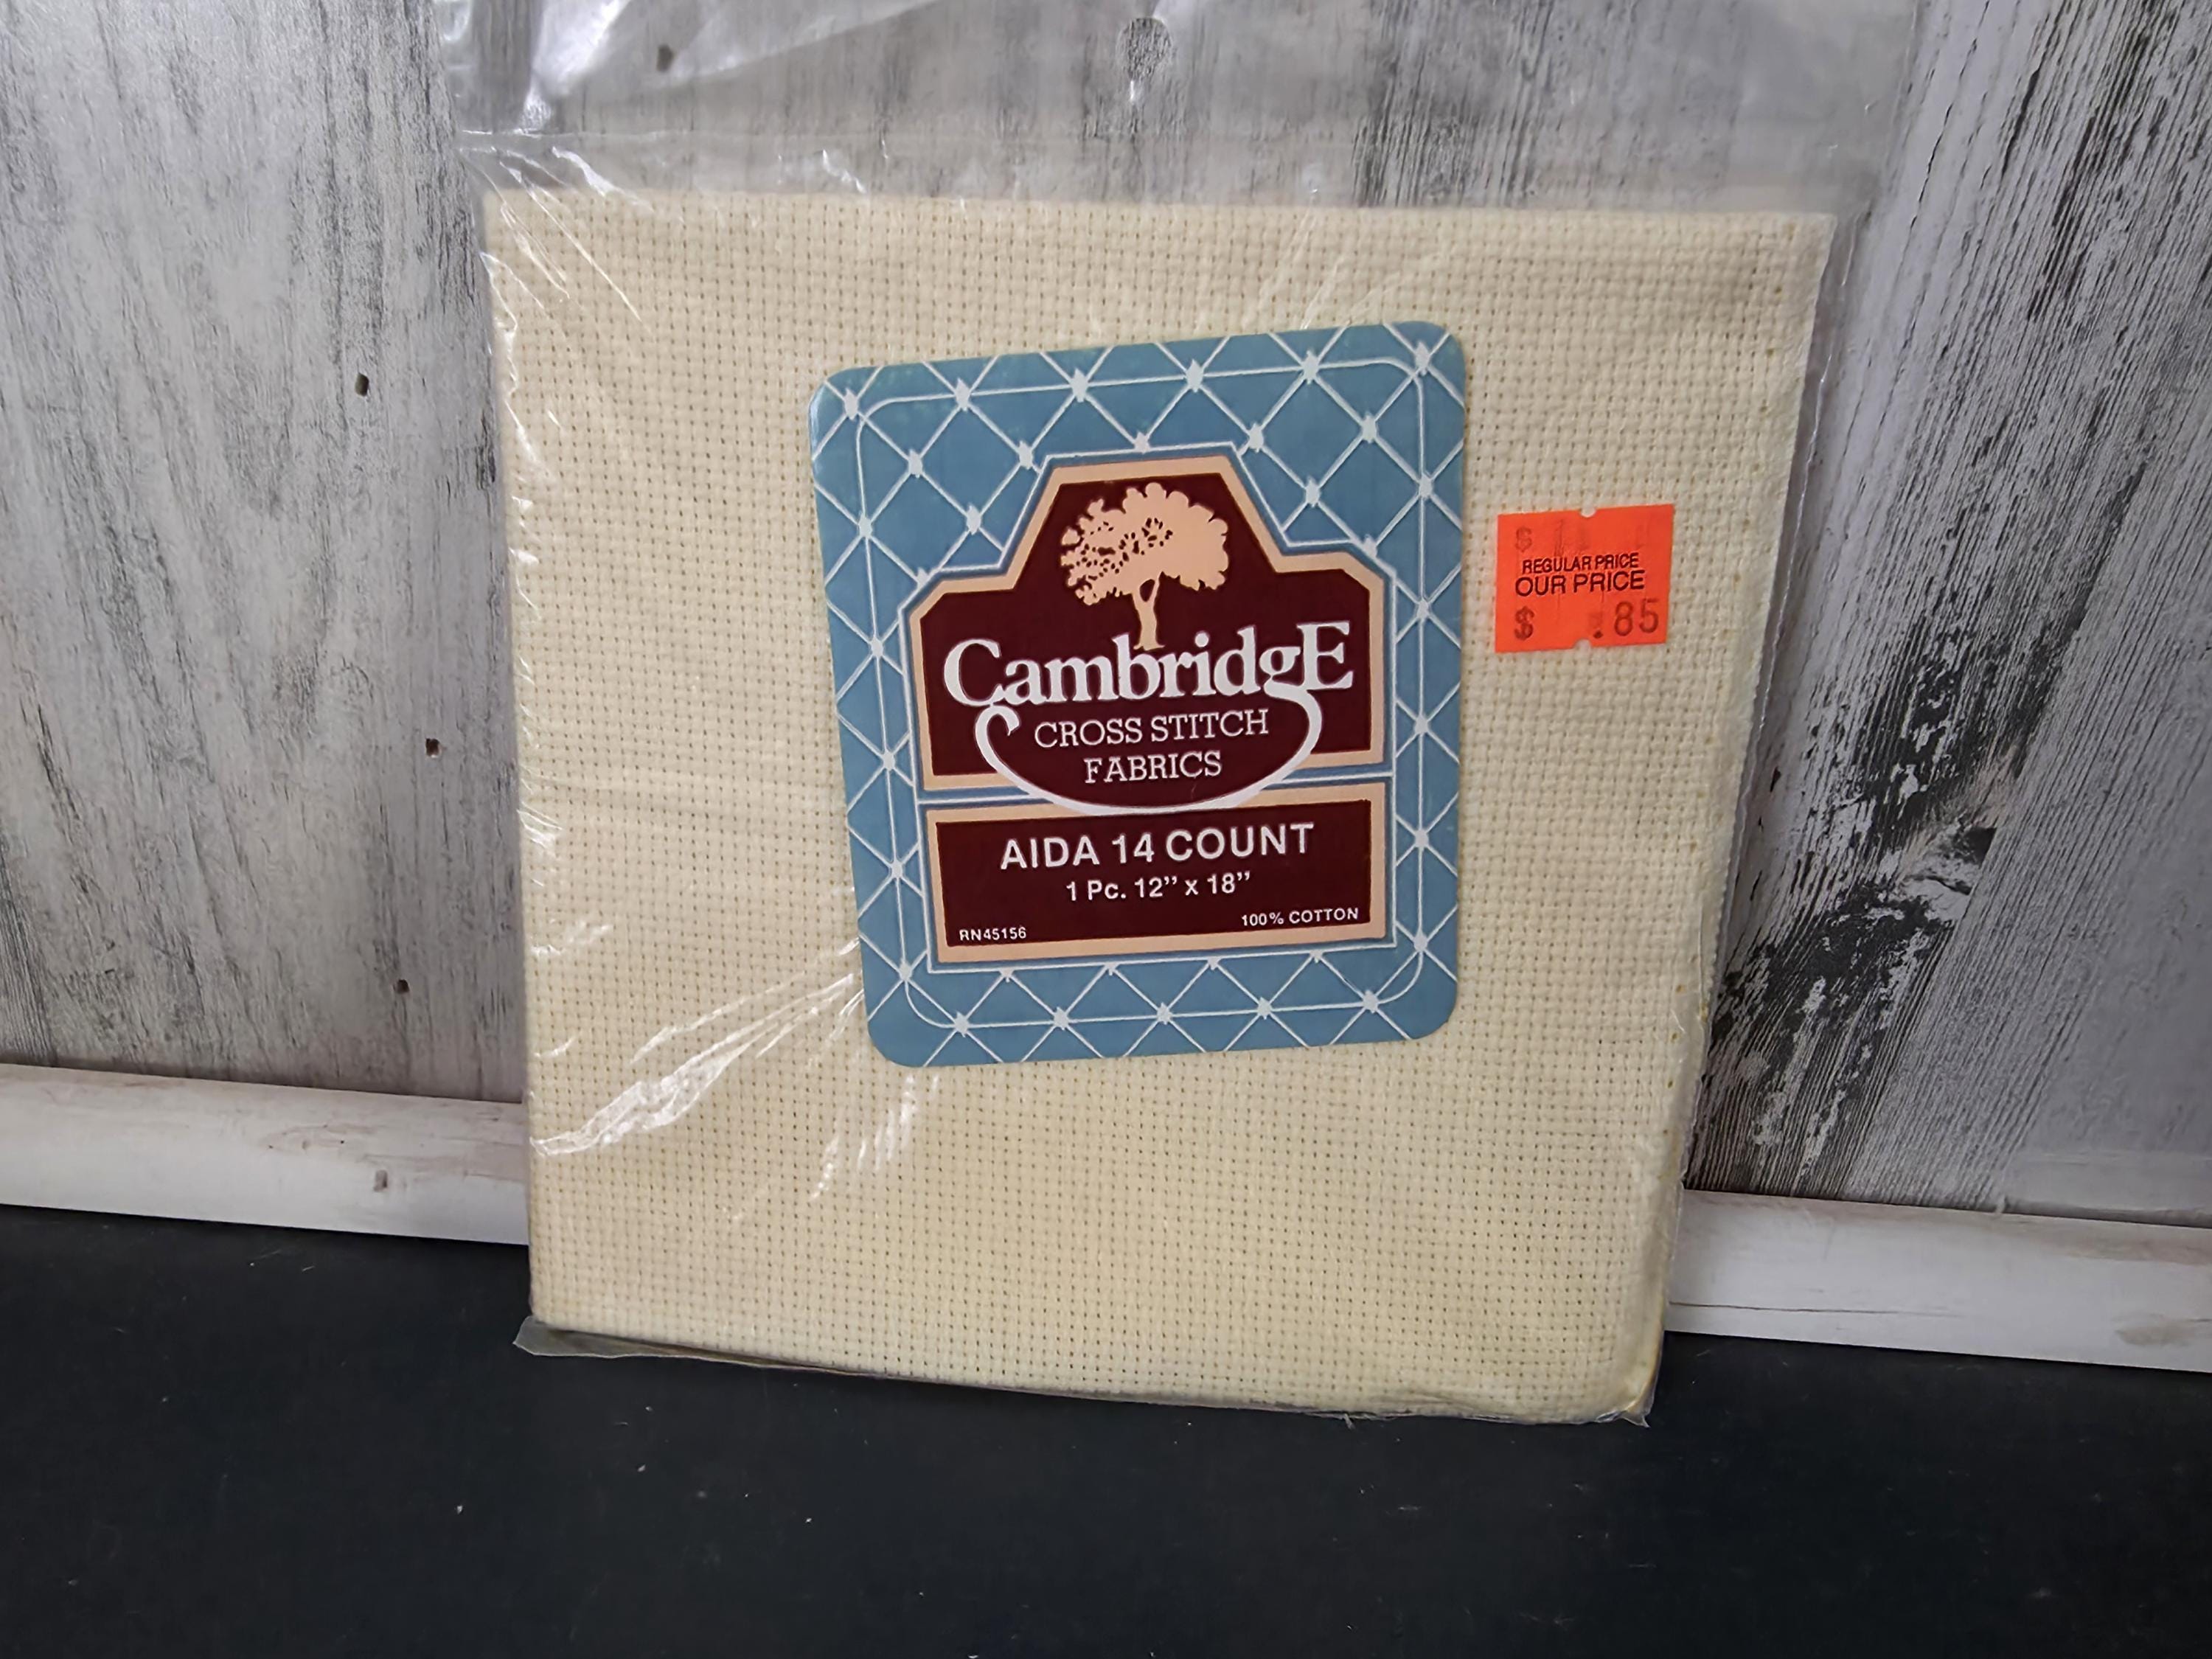 CambridgE
CROSS STITCH
FABRICS
AIDA 14 COUNT
1 Pc. 12” x 18”
RN45156
100% COTTON
$
REGULAR PRICE
OUR PRICE
$ .85